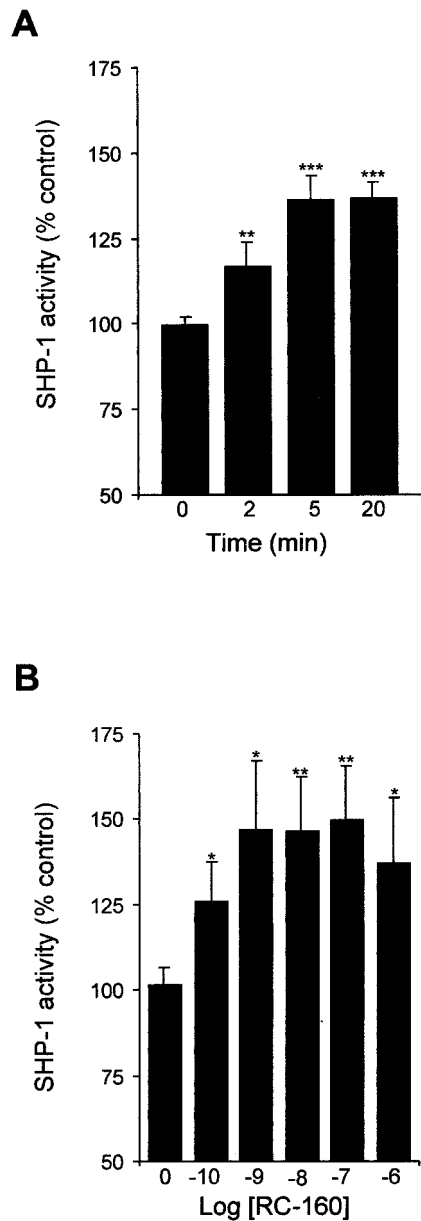 A
175
150
125
100
75
50
SHP-1 activity (% control)
**
***
***
0 2 5 20
Time (min)
B
175
150
125
100
75
50
SHP-1 activity (% control)
*
*
**
**
*
0 -10 -9 -8 -7 -6
Log [RC-160]